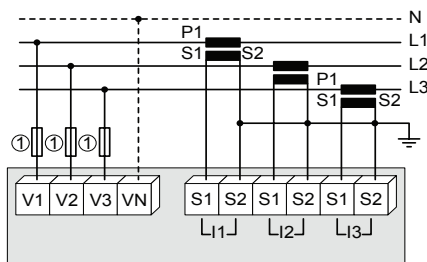 N
P1 L1
S1 S2 L2
P1
S1 S2 L3
① ① ①
V1 V2 V3 VN S1 S2 S1 S2 S1 S2
I1 I2 I3